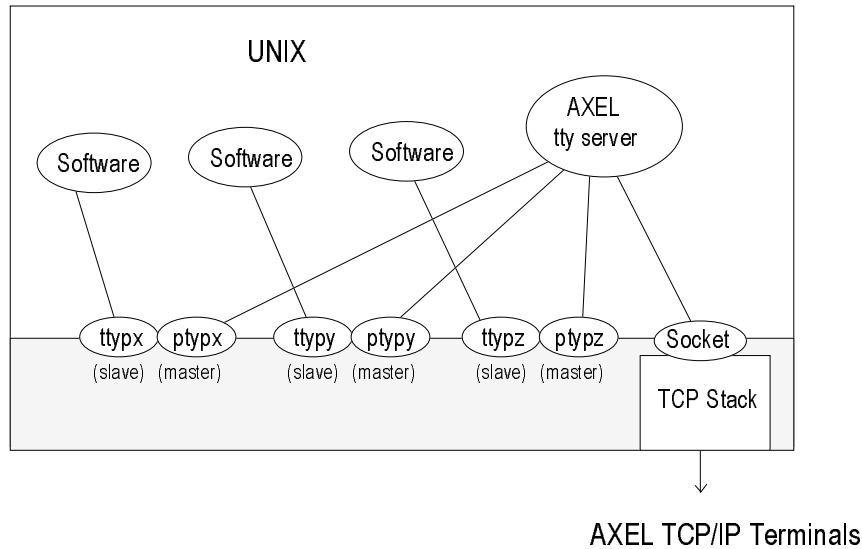 UNIX
AXEL
tty server
Software
Software
Software
ttypx
ptypx
ttypy
ptypy
ttypz
ptypz
Socket
(slave)
(master)
(slave)
(master)
(slave)
(master)
TCP Stack
AXEL TCP/IP Terminals